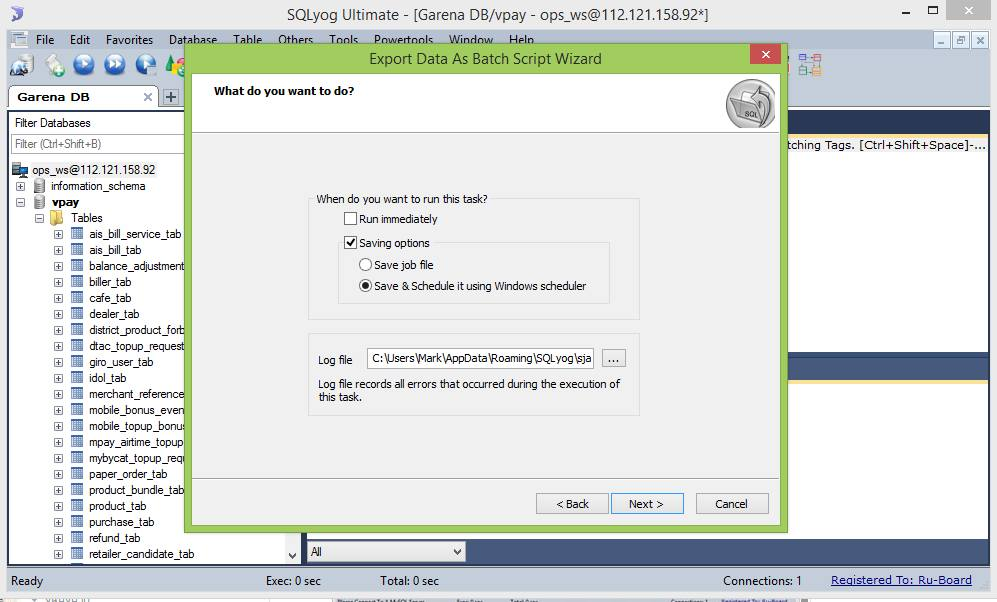 SQLyog Ultimate - [Garena DB/vpay - ops_ws@112.121.158.92*]
File Edit Favorites Database Table Others Tools Powertools Window Help
Export Data As Batch Script Wizard
Garena DB
What do you want to do?
SQL
Filter Databases
Filter (Ctrl+Shift+B)
tching Tags. [Ctrl+Shift+Space]-...
ops_ws@112.121.158.92
information_schema
vpay
Tables
ais_bill_service_tab
ais_bill_tab
balance_adjustment
biller_tab
cafe_tab
dealer_tab
district_product_forb
dtac_topup_request
giro_user_tab
idol_tab
merchant_reference
mobile_bonus_even
mobile_topup_bonus
mpay_airtime_topup
mybycat_topup_requ
paper_order_tab
product_bundle_tab
product_tab
purchase_tab
refund_tab
retailer_candidate_tab
When do you want to run this task?
Run immediately
Saving options
Save job file
Save & Schedule it using Windows scheduler
Log file C:\Users\Mark\AppData\Roaming\SQLyog\sja ...
Log file records all errors that occurred during the execution of
this task.
< Back Next > Cancel
All
Ready Exec: 0 sec Total: 0 sec Connections: 1 Registered To: Ru-Board